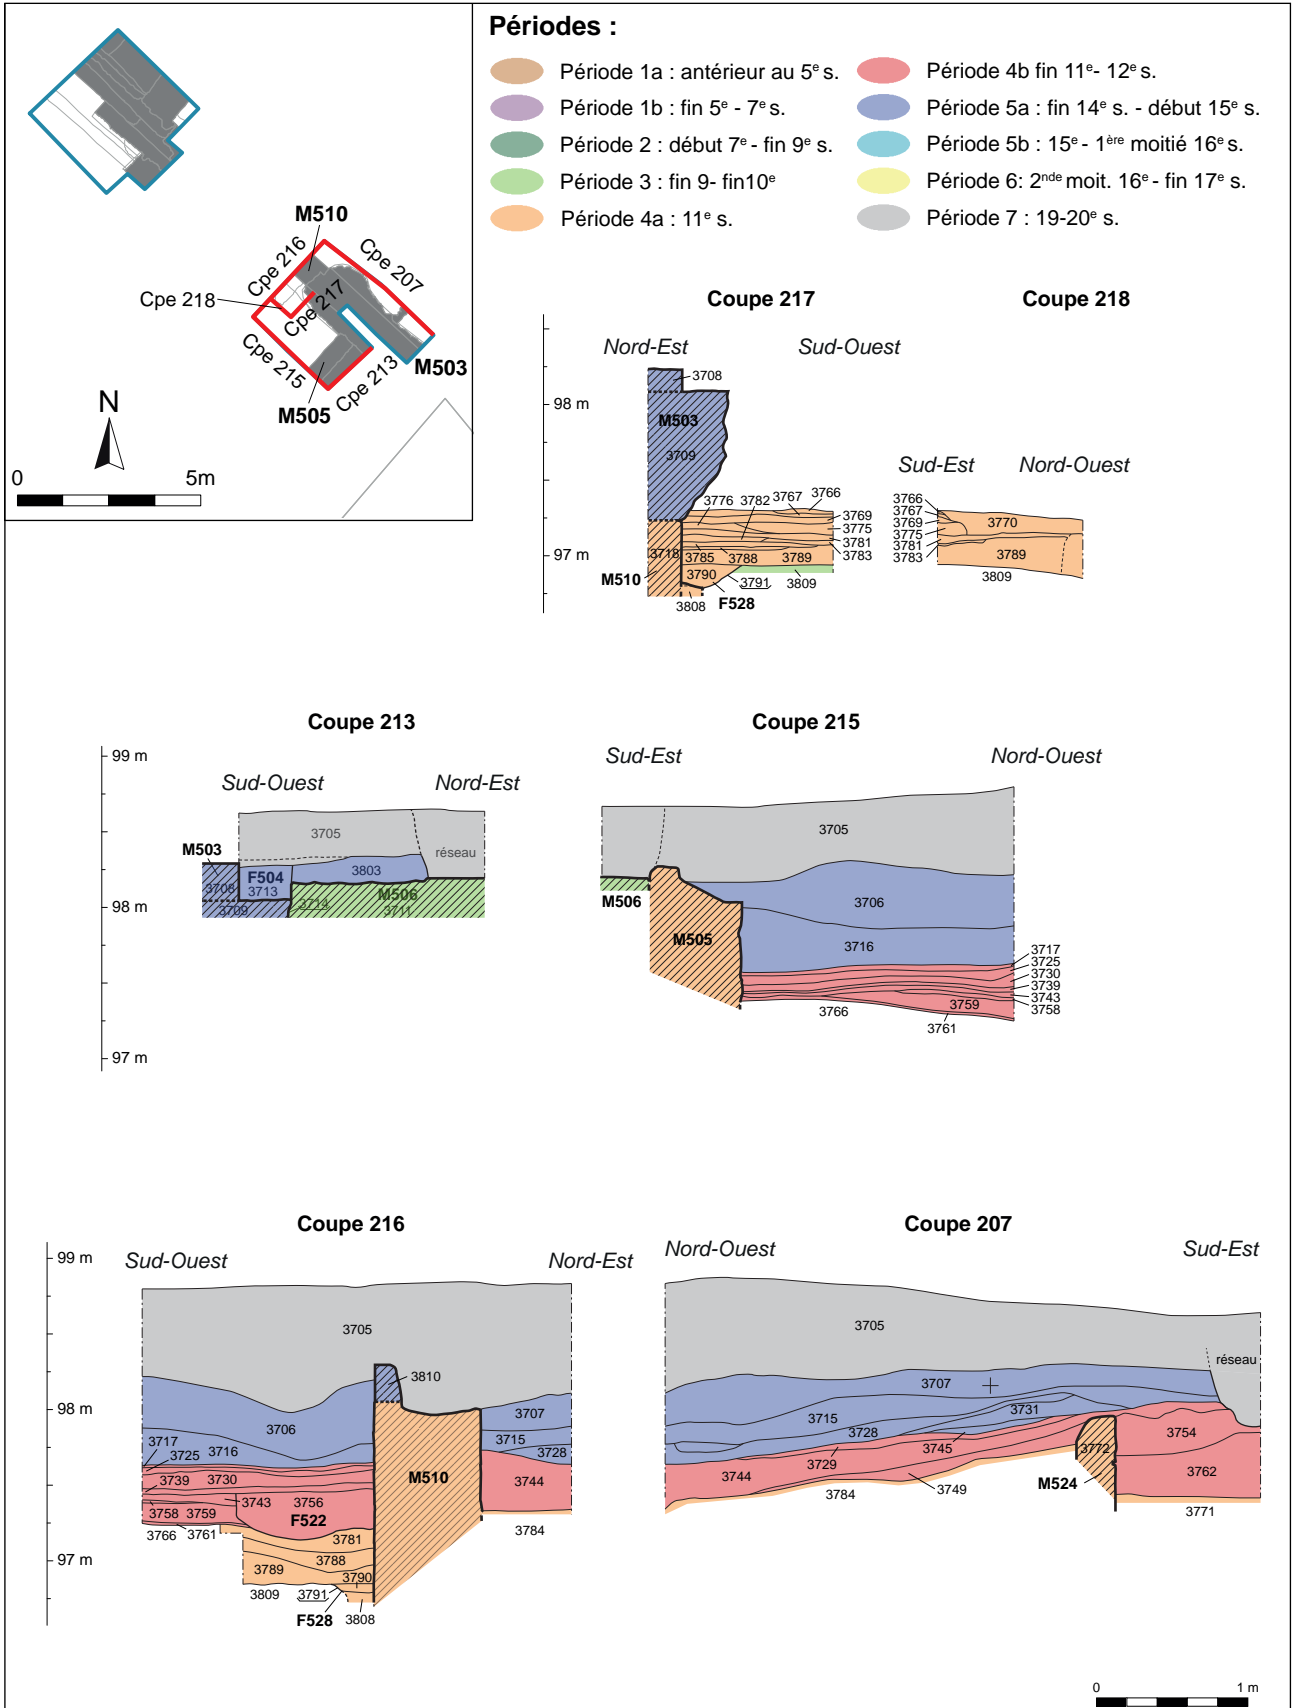 Périodes :
Période 1a : antérieur au 5e s.
Période 1b : fin 5e - 7e s.
Période 2 : début 7e - fin 9e s.
Période 3 : fin 9- fin10e
Période 4a : 11e s.
Période 4b fin 11e- 12e s.
Période 5a : fin 14e s. - début 15e s.
Période 5b : 15e - 1ère moitié 16e s.
Période 6: 2nde moit. 16e - fin 17e s.
Période 7 : 19-20e s.
M510
Cpe 216
Cpe 207
Cpe 218
Cpe 217
Cpe 215
Cpe 213
M503
M505
N
0 5m
Coupe 217
Nord-Est Sud-Ouest
98 m
97 m
3708
M503
3709
3776 3782 3767 3766
3769
3775
3781
3783
3718 3785 3788 3789
M510 3790 3791 3809
3808 F528
Coupe 218
Sud-Est Nord-Ouest
3766
3767
3769
3775
3781
3783
3770
3789
3809
Coupe 213
99 m
98 m
97 m
Sud-Ouest Nord-Est
3705
réseau
M503
3708 F504 3803
3713
3709 3714 M506
3711
Coupe 215
Sud-Est Nord-Ouest
3705
M506
M505
3706
3716
3717
3725
3730
3739
3743
3758
3766 3759
3761
Coupe 216
99 m
98 m
97 m
Sud-Ouest Nord-Est
3705
3810
3706 3707
3717 3716 3715
3725 3728
3739 3730 M510 3744
3743 3756
3758 3759 F522
3766 3761 3781 3784
3788
3789 3790
3809 3791
F528 3808
Coupe 207
Nord-Ouest Sud-Est
3705
réseau
3707
3715 3731
3728 3754
3745 3772
3744 3729 3762
3749 M524
3784 3771
0 1 m